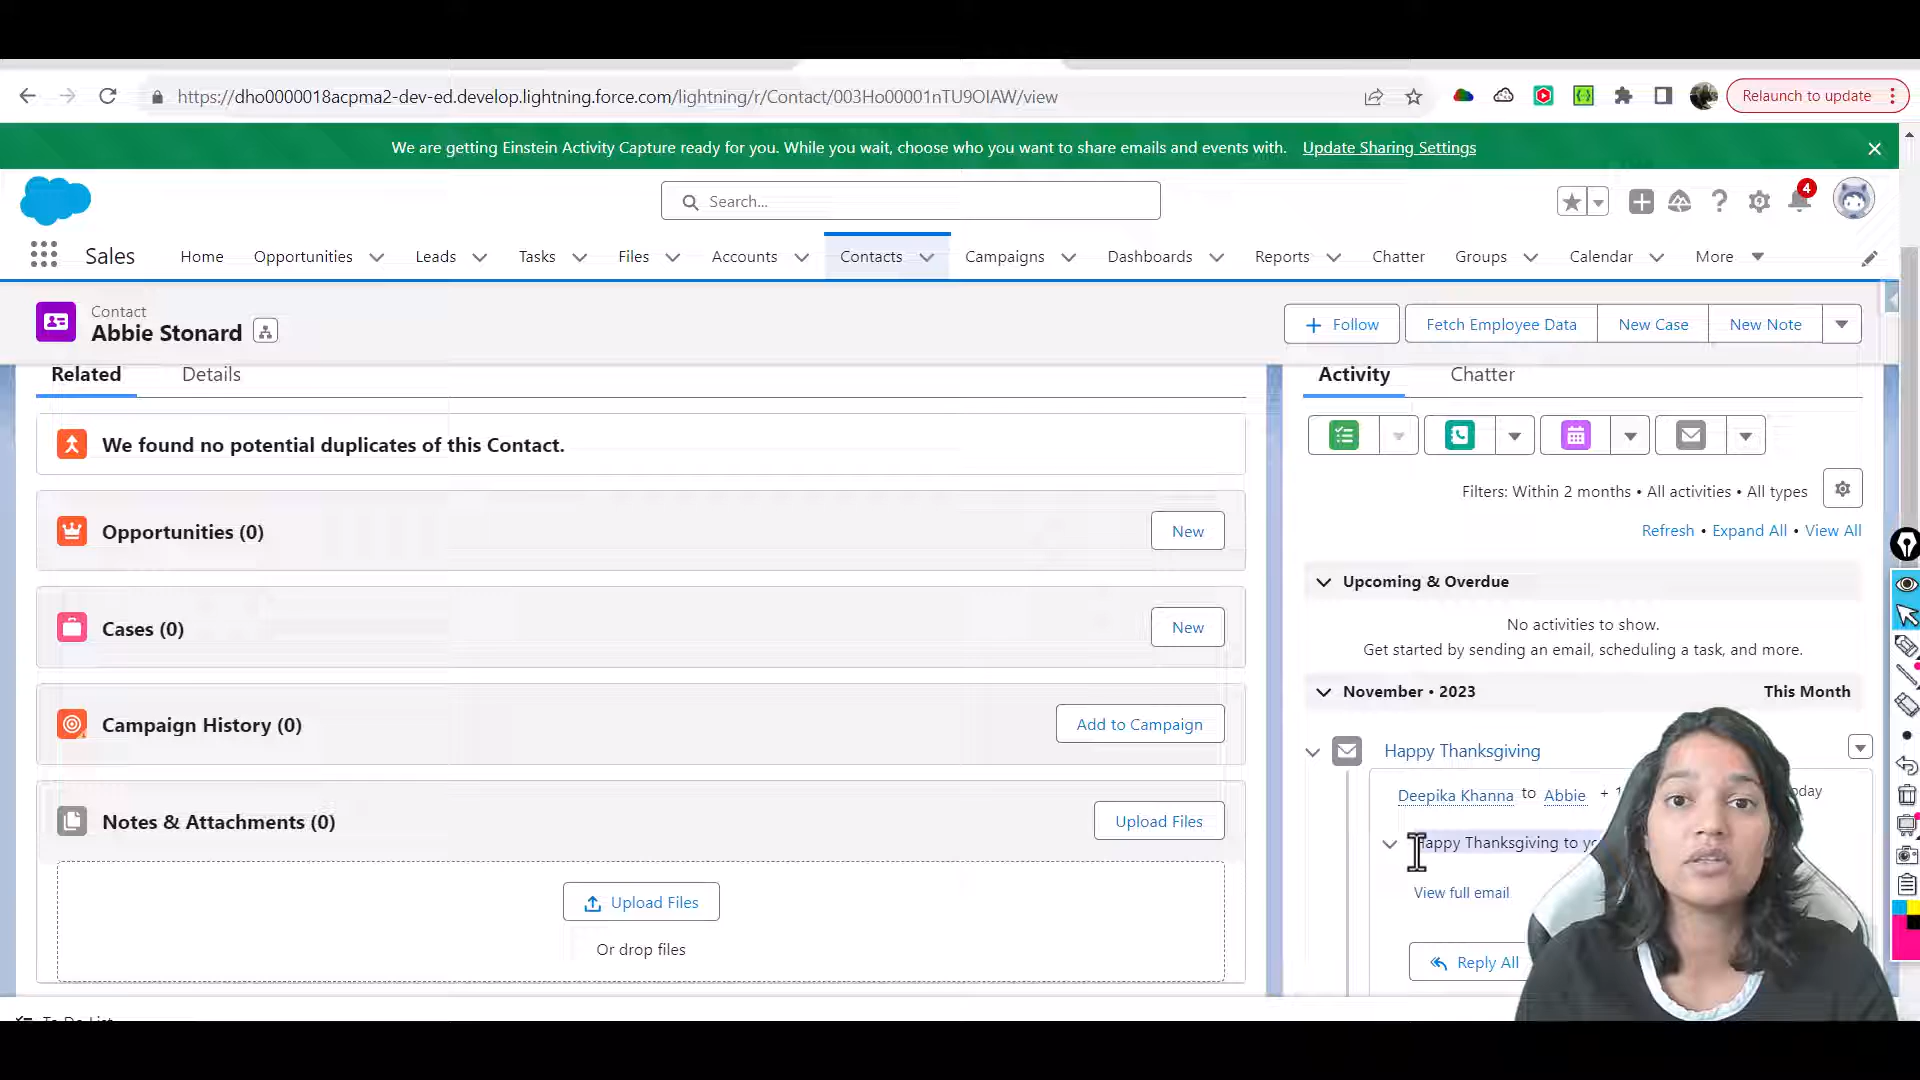 https://dho0000018acpma2-dev-ed.develop.lightning.force.com/lightning/r/Contact/003Ho00001nTU9OIAW/view
Relaunch to update
We are getting Einstein Activity Capture ready for you. While you wait, choose who you want to share emails and events with. Update Sharing Settings
Search...
4
Sales Home Opportunities Leads Tasks Files Accounts Contacts Campaigns Dashboards Reports Chatter Groups Calendar More
Contact
Abbie Stonard
Follow Fetch Employee Data New Case New Note
Related Details
Activity Chatter
We found no potential duplicates of this Contact.
Opportunities (0) New
Cases (0) New
Campaign History (0) Add to Campaign
Notes & Attachments (0) Upload Files
Upload Files
Or drop files
Filters: Within 2 months • All activities • All types
Refresh • Expand All • View All
Upcoming & Overdue
No activities to show.
Get started by sending an email, scheduling a task, and more.
November • 2023 This Month
Happy Thanksgiving
Deepika Khanna to Abbie + 1
Happy Thanksgiving to
View full email
Reply All